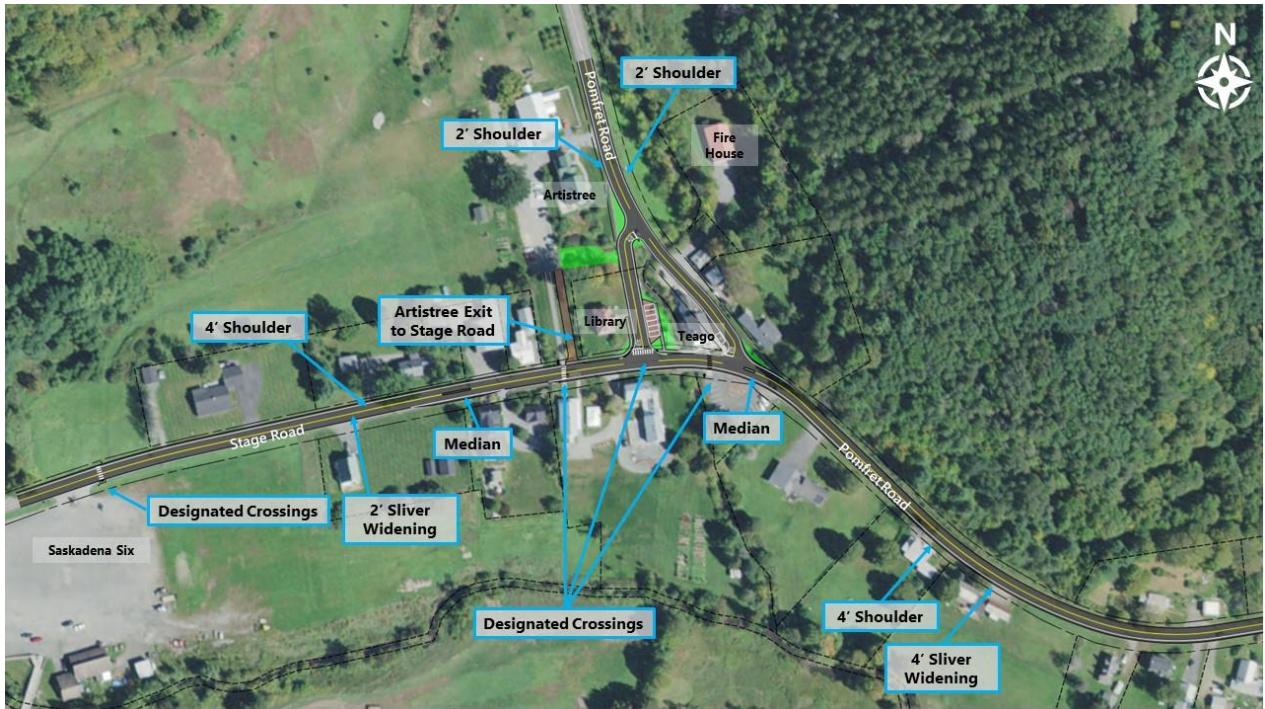 N
2’ Shoulder
Pomfret Road
2’ Shoulder
Fire
House
Artistree
Artistree Exit
to Stage Road
4’ Shoulder
Library
Teago
Median
Median
Stage Road
Pomfret Road
Designated Crossings
2’ Sliver
Widening
Saskadena Six
Designated Crossings
4’ Shoulder
4’ Sliver
Widening